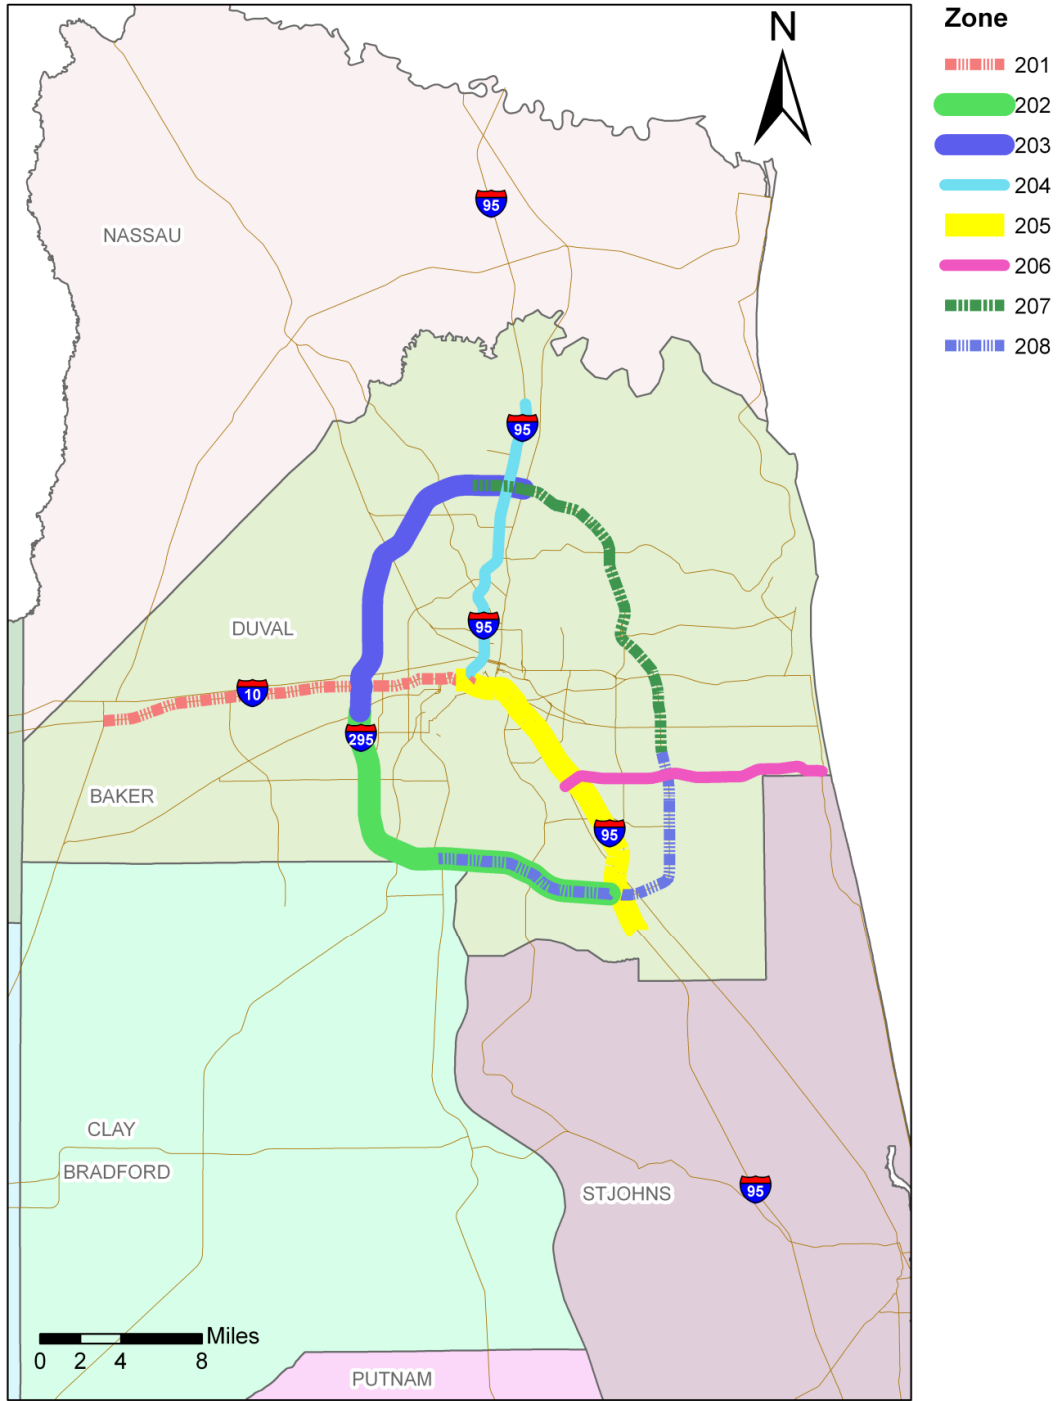 Zone
N
201
202
203
204
205
206
207
208
95
NASSAU
95
95
DUVAL
10
295
BAKER
95
CLAY
BRADFORD
STJOHNS
95
Miles
0 2 4 8
PUTNAM